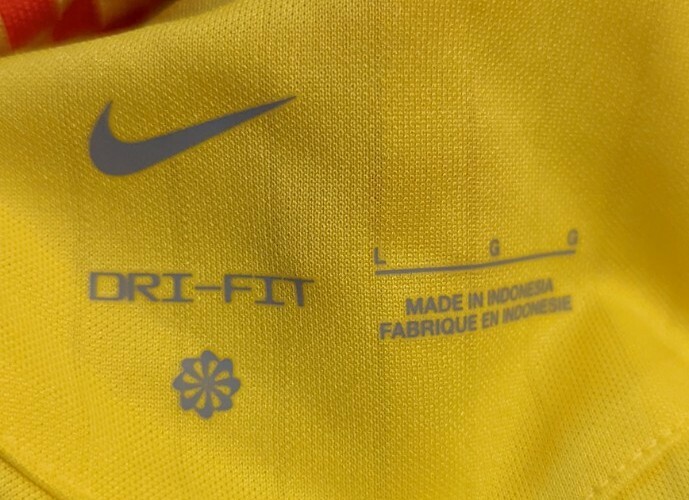 DRI-FIT
L G G
MADE IN INDONESIA
FABRIQUE EN INDONESIE